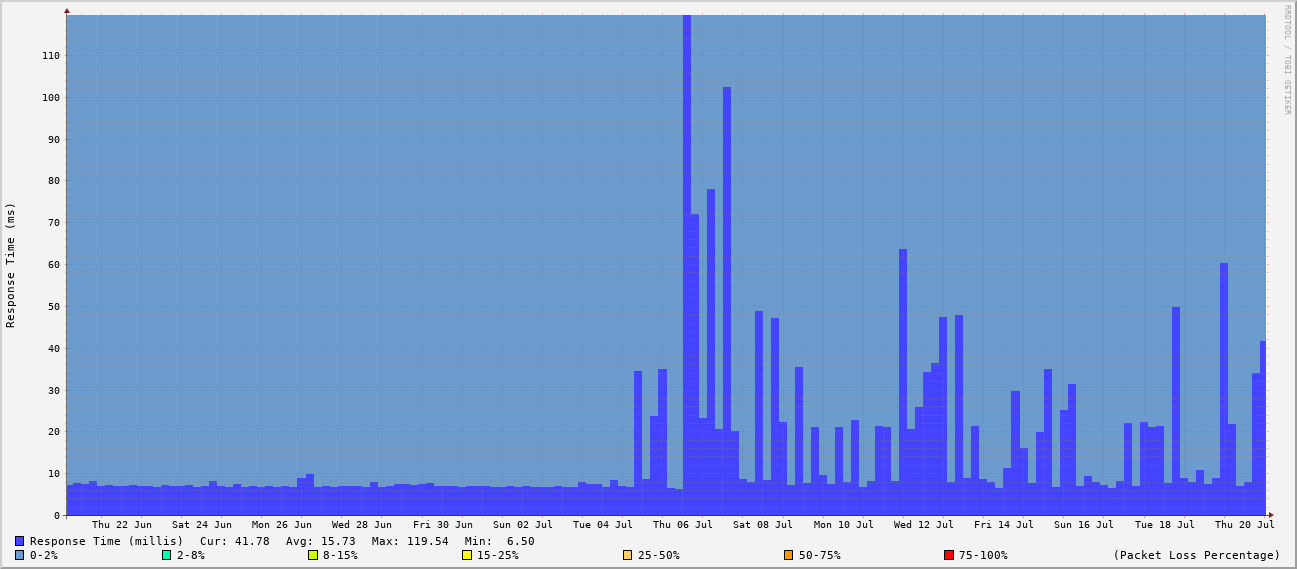 RRDTOOL / TOBI OETIKER
Response Time (ms)
110
100
90
80
70
60
50
40
30
20
10
0
Thu 22 Jun Sat 24 Jun Mon 26 Jun Wed 28 Jun Fri 30 Jun Sun 02 Jul Tue 04 Jul Thu 06 Jul Sat 08 Jul Mon 10 Jul Wed 12 Jul Fri 14 Jul Sun 16 Jul Tue 18 Jul Thu 20 Jul
Response Time (millis) Cur: 41.78 Avg: 15.73 Max: 119.54 Min: 6.50
0-2% 2-8% 8-15% 15-25% 25-50% 50-75% 75-100% (Packet Loss Percentage)